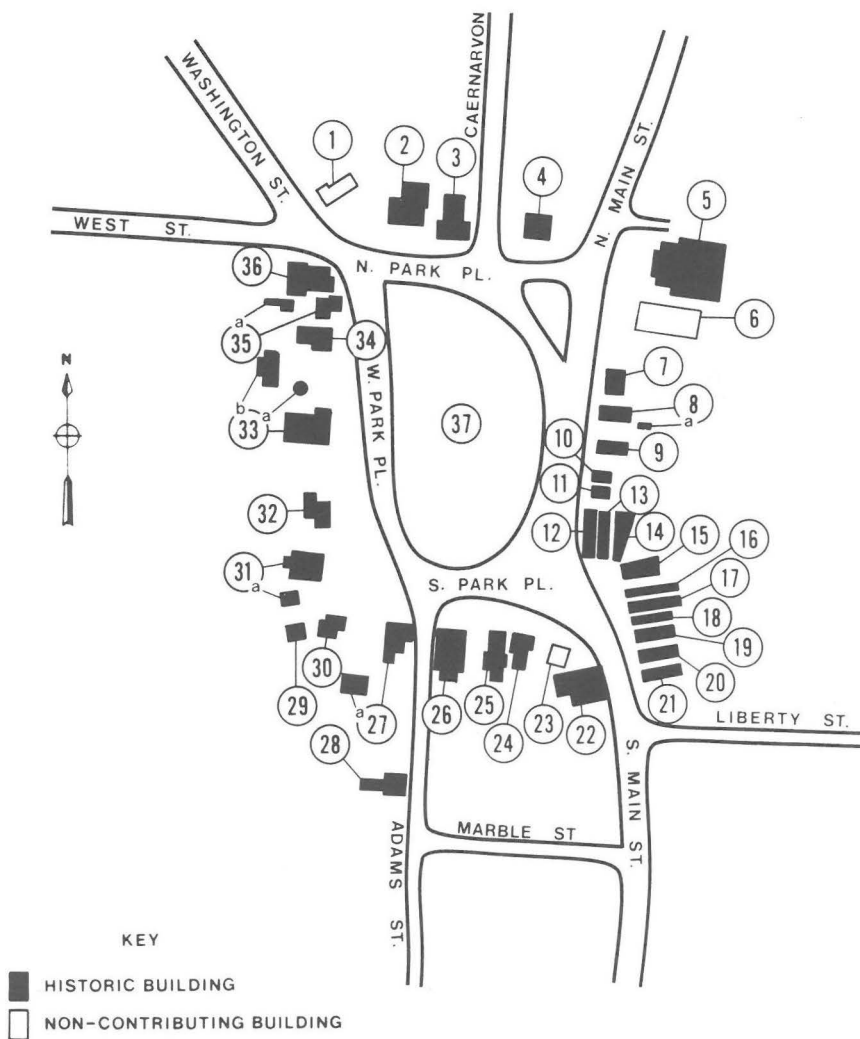 CAERNARVON
WASHINGTON ST.
N. MAIN ST.
1
2
3
4
5
WEST ST.
36
N. PARK PL.
a
35
34
6
N
7
b
a
33
W. PARK PL.
37
8
a
9
10
11
13
12
14
32
15
16
31
a
S. PARK PL.
17
18
19
20
30
29
a
27
26
25
24
23
22
21
LIBERTY ST.
28
S. MAIN ST.
MARBLE ST
ADAMS ST.
KEY
HISTORIC BUILDING
NON-CONTRIBUTING BUILDING